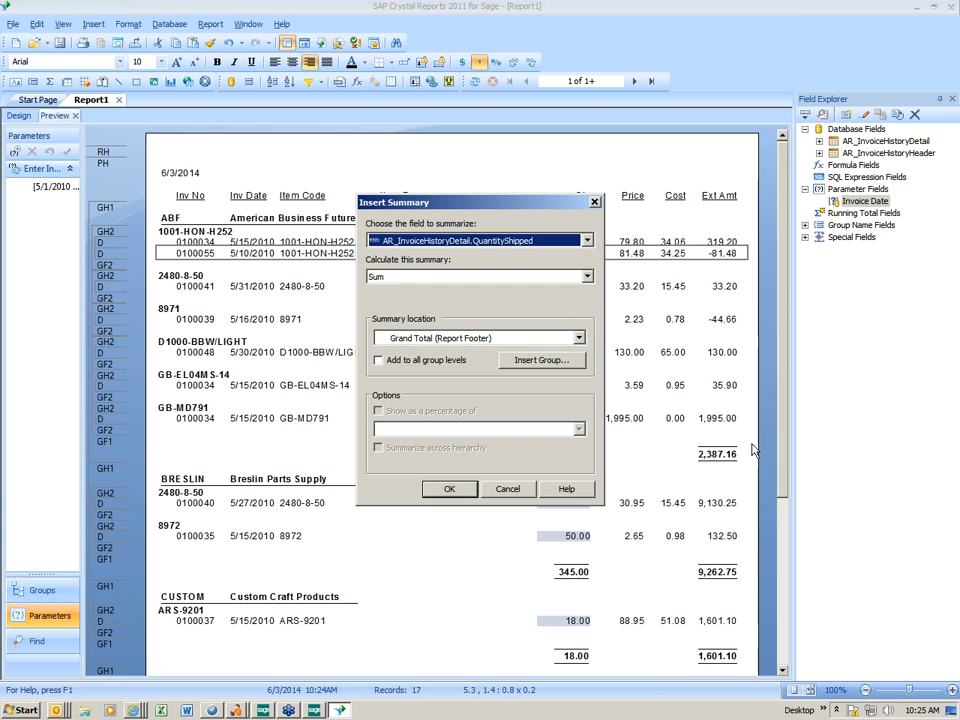 SAP Crystal Reports 2011 for Sage - [Report1]
File Edit View Insert Format Database Report Window Help
1 of 1+
Arial 10
Start Page Report1
Design Preview
Parameters
Enter In...
[5/1/2010 ...
Groups
Parameters
Find
RH
PH
6/3/2014
Inv No Inv Date Item Code Price Cost Ext Amt
GH1 ABF American Business Future
GH2 1001-HON-H252
D 0100034 5/15/2010 1001-HON-H252 79.80 34.06 319.20
D 0100055 5/10/2010 1001-HON-H252 81.48 34.25 -81.48
GF2
GH2 2480-8-50
D 0100041 5/31/2010 2480-8-50 33.20 15.45 33.20
GF2
GH2 8971
D 0100039 5/16/2010 8971 2.23 0.78 -44.66
GF2
GH2 D1000-BBW/LIGHT
D 0100048 5/30/2010 D1000-BBW/LIG 130.00 65.00 130.00
GF2
GH2 GB-EL04MS-14
D 0100034 5/15/2010 GB-EL04MS-14 3.59 0.95 35.90
GF2
GH2 GB-MD791
D 0100034 5/15/2010 GB-MD791 1,995.00 0.00 1,995.00
GF2
GF1 2,387.16
GH1 BRESLIN Breslin Parts Supply
GH2 2480-8-50
D 0100040 5/27/2010 2480-8-50 30.95 15.45 9,130.25
GF2
GH2 8972
D 0100035 5/15/2010 8972 50.00 2.65 0.98 132.50
GF2
GF1 345.00 9,262.75
GH1 CUSTOM Custom Craft Products
GH2 ARS-9201
D 0100037 5/15/2010 ARS-9201 18.00 88.95 51.08 1,601.10
GF2
GF1 18.00 1,601.10
GH1
Insert Summary
Choose the field to summarize:
AR_InvoiceHistoryDetail.QuantityShipped
Calculate this summary:
Sum
Summary location
Grand Total (Report Footer)
Add to all group levels Insert Group...
Options
Show as a percentage of
Summarize across hierarchy
OK Cancel Help
Field Explorer
Database Fields
AR_InvoiceHistoryDetail
AR_InvoiceHistoryHeader
Formula Fields
SQL Expression Fields
Parameter Fields
Invoice Date
Running Total Fields
Group Name Fields
Special Fields
For Help, press F1 6/3/2014 10:24AM Records: 17 5.3 , 1.4 : 0.8 x 0.2 100%
Start Desktop 10:25 AM